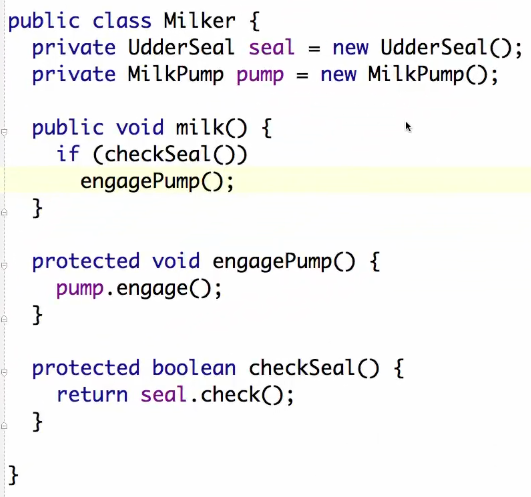 public class Milker {
  private UdderSeal seal = new UdderSeal();
  private MilkPump pump = new MilkPump();

  public void milk() {
    if (checkSeal())
      engagePump();
  }

  protected void engagePump() {
    pump.engage();
  }

  protected boolean checkSeal() {
    return seal.check();
  }

}